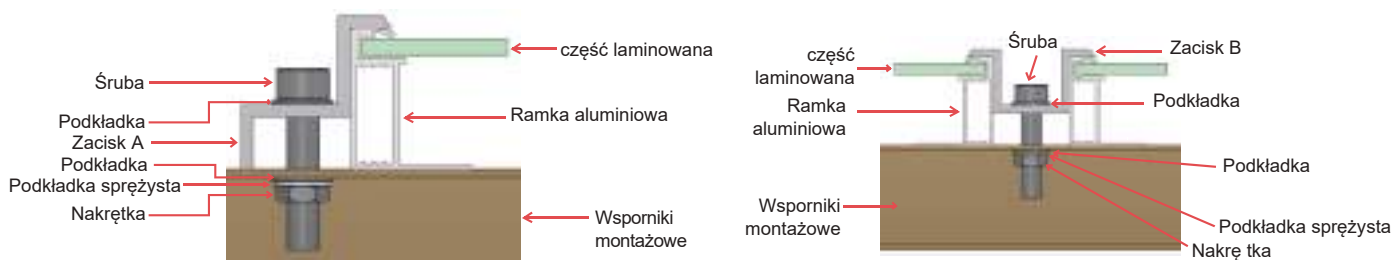 część laminowana
Śruba
Podkładka
Zacisk A
Podkładka
Podkładka sprężysta
Nakrętka
Ramka aluminiowa
Wsporniki
montażowe
Śruba
Zacisk B
część
laminowana
Podkładka
Ramka
aluminiowa
Podkładka
Wsporniki
montażowe
Podkładka sprężysta
Nakrę tka